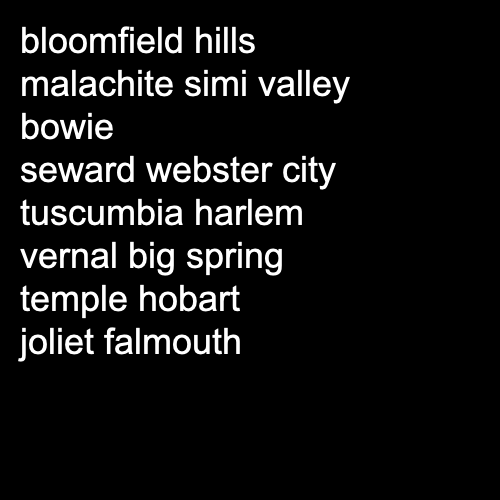 bloomfield hills
malachite simi valley
bowie
seward webster city
tuscumbia harlem
vernal big spring
temple hobart
joliet falmouth